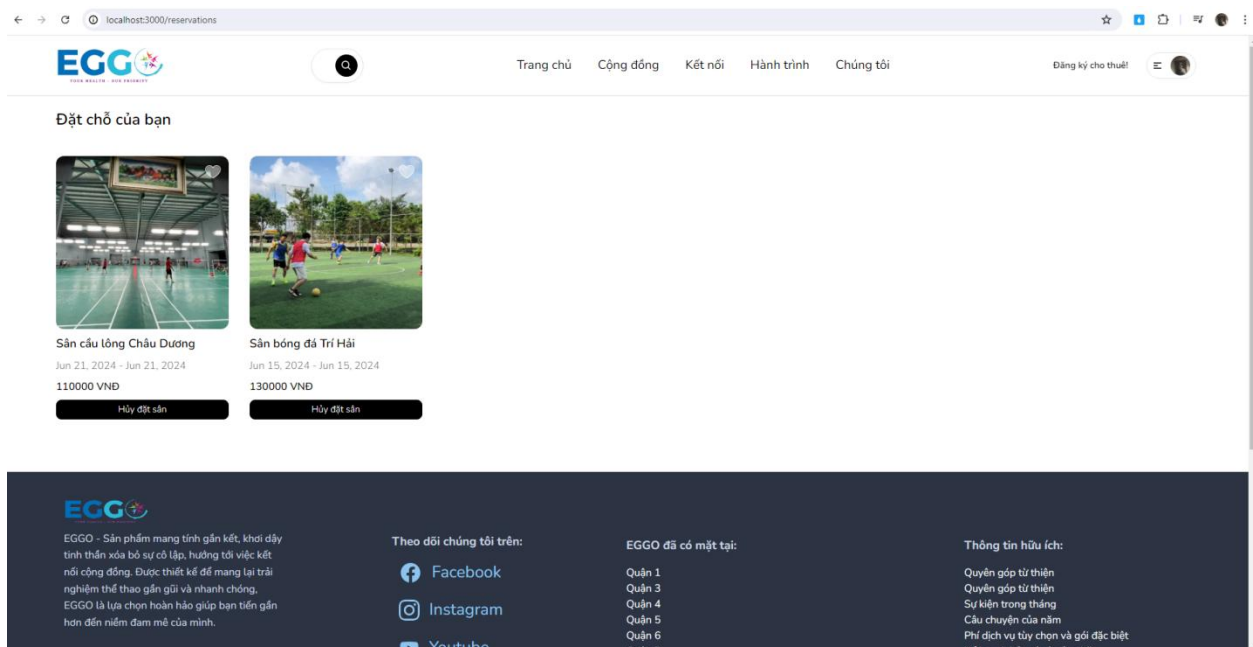 localhost:3000/reservations
EGGO
YOUR HEALTH - OUR PRIORITY
Trang chủ
Cộng đồng
Kết nối
Hành trình
Chúng tôi
Đăng ký cho thuê!
Đặt chỗ của bạn
Sân cầu lông Châu Dương
Jun 21, 2024 - Jun 21, 2024
110000 VNĐ
Hủy đặt sân
Sân bóng đá Trí Hải
Jun 15, 2024 - Jun 15, 2024
130000 VNĐ
Hủy đặt sân
EGGO
EGGO - Sản phẩm mang tính gắn kết, khơi dậy
tinh thần xóa bỏ sự cô lập, hướng tới việc kết
nối cộng đồng. Được thiết kế để mang lại trải
nghiệm thể thao gần gũi và nhanh chóng,
EGGO là lựa chọn hoàn hảo giúp bạn tiến gần
hơn đến niềm đam mê của mình.
Theo dõi chúng tôi trên:
Facebook
Instagram
Youtube
EGGO đã có mặt tại:
Quận 1
Quận 3
Quận 4
Quận 5
Quận 6
Thông tin hữu ích:
Quyên góp từ thiện
Quyên góp từ thiện
Sự kiện trong tháng
Câu chuyện của năm
Phí dịch vụ tùy chọn và gói đặc biệt